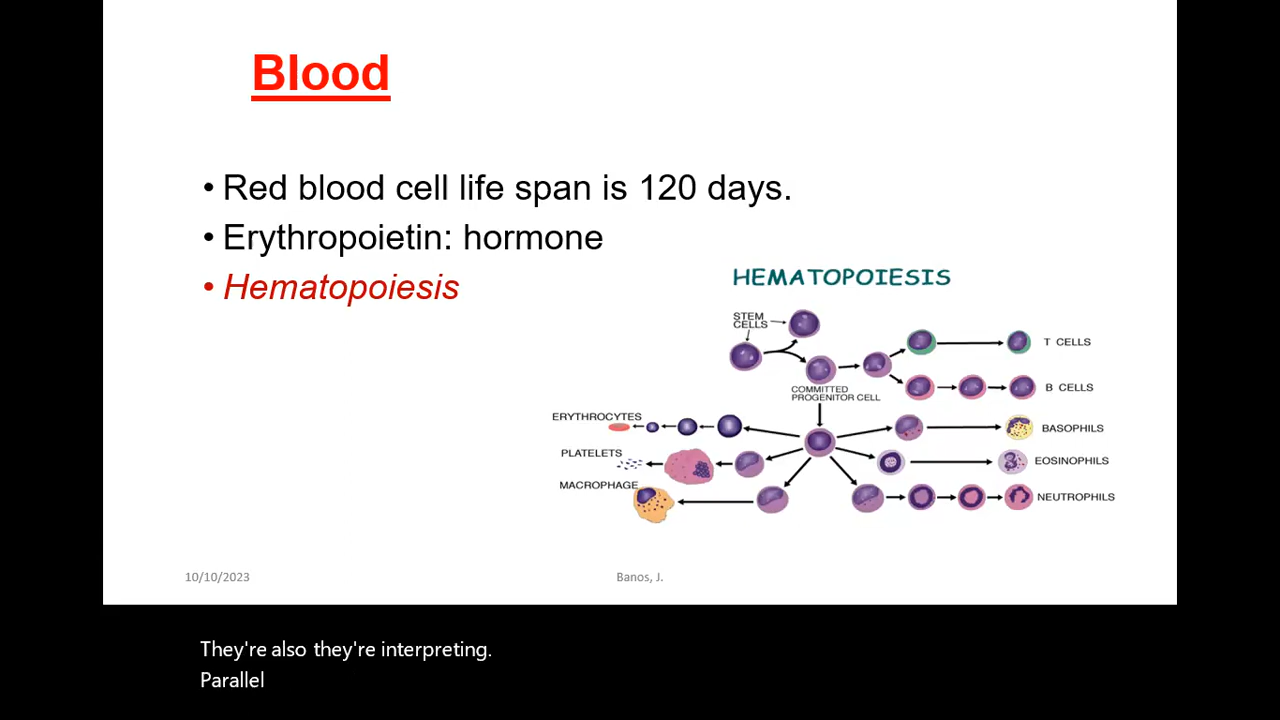 Blood
• Red blood cell life span is 120 days.
• Erythropoietin: hormone
• Hematopoiesis
HEMATOPOIESIS
STEM
CELLS
T CELLS
B CELLS
COMMITTED
PROGENITOR CELL
ERYTHROCYTES
BASOPHILS
PLATELETS
EOSINOPHILS
MACROPHAGE
NEUTROPHILS
10/10/2023
Banos, J.
They're also they're interpreting.
Parallel